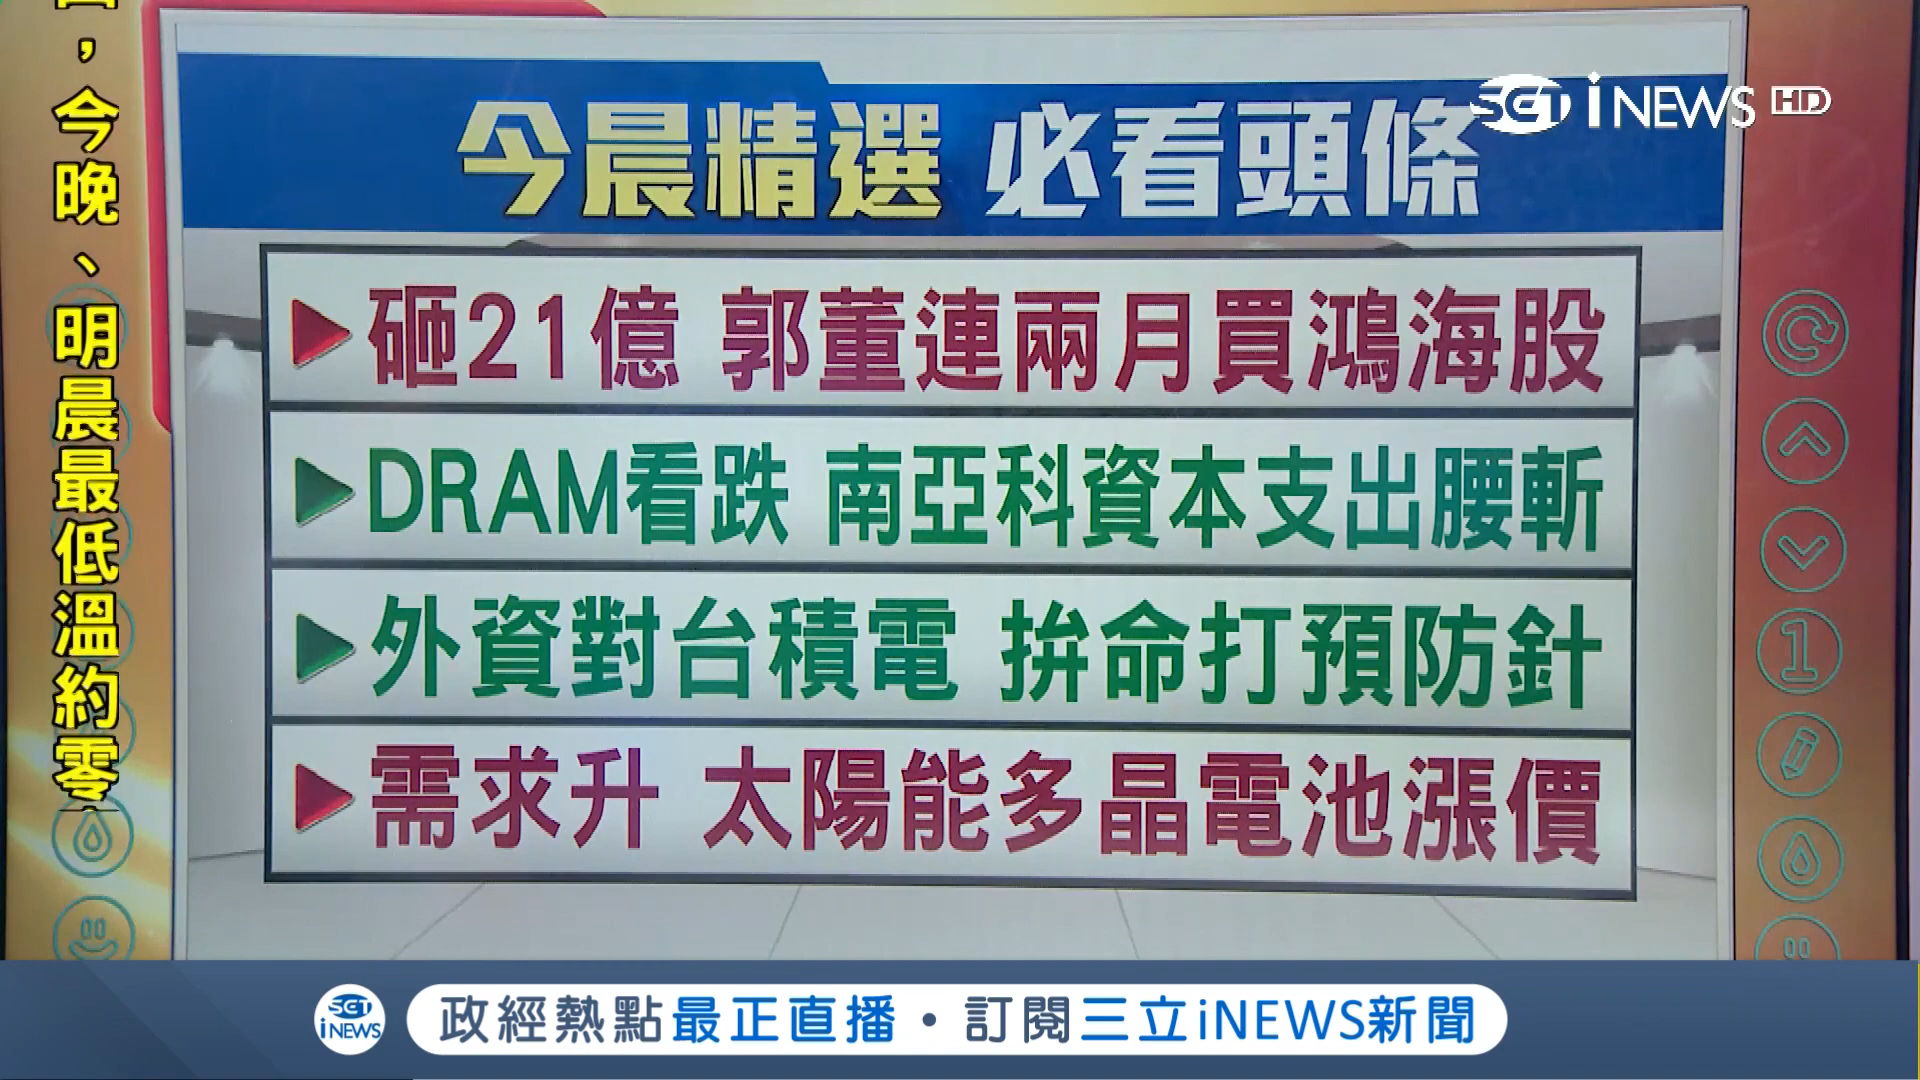 ，今晚、明晨最低溫約零
SET iNEWS HD
今晨精選 必看頭條
砸21億 郭董連兩月買鴻海股
DRAM看跌 南亞科資本支出腰斬
外資對台積電 拚命打預防針
需求升 太陽能多晶電池漲價
1
SET iNEWS
政經熱點最正直播·訂閱三立iNEWS新聞